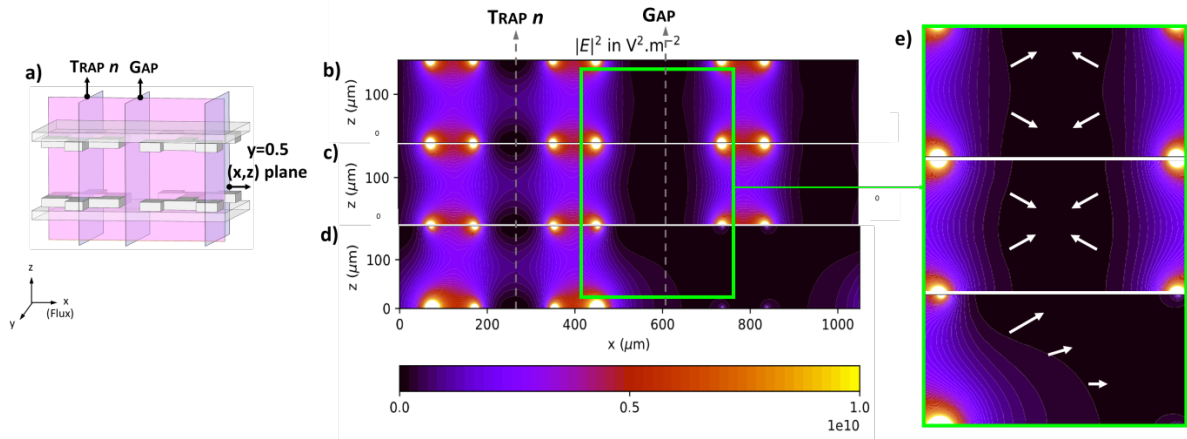 a)
TRAP n
GAP
y=0.5
(x,z) plane
z
x
(Flux)
y
TRAP n
GAP
|E|² in V².m⁻²
b)
z (μm)
100
0
c)
z (μm)
100
0
0
0
d)
z (μm)
100
0
0
200
400
600
800
1000
x (μm)
0.0
0.5
1.0
1e10
e)